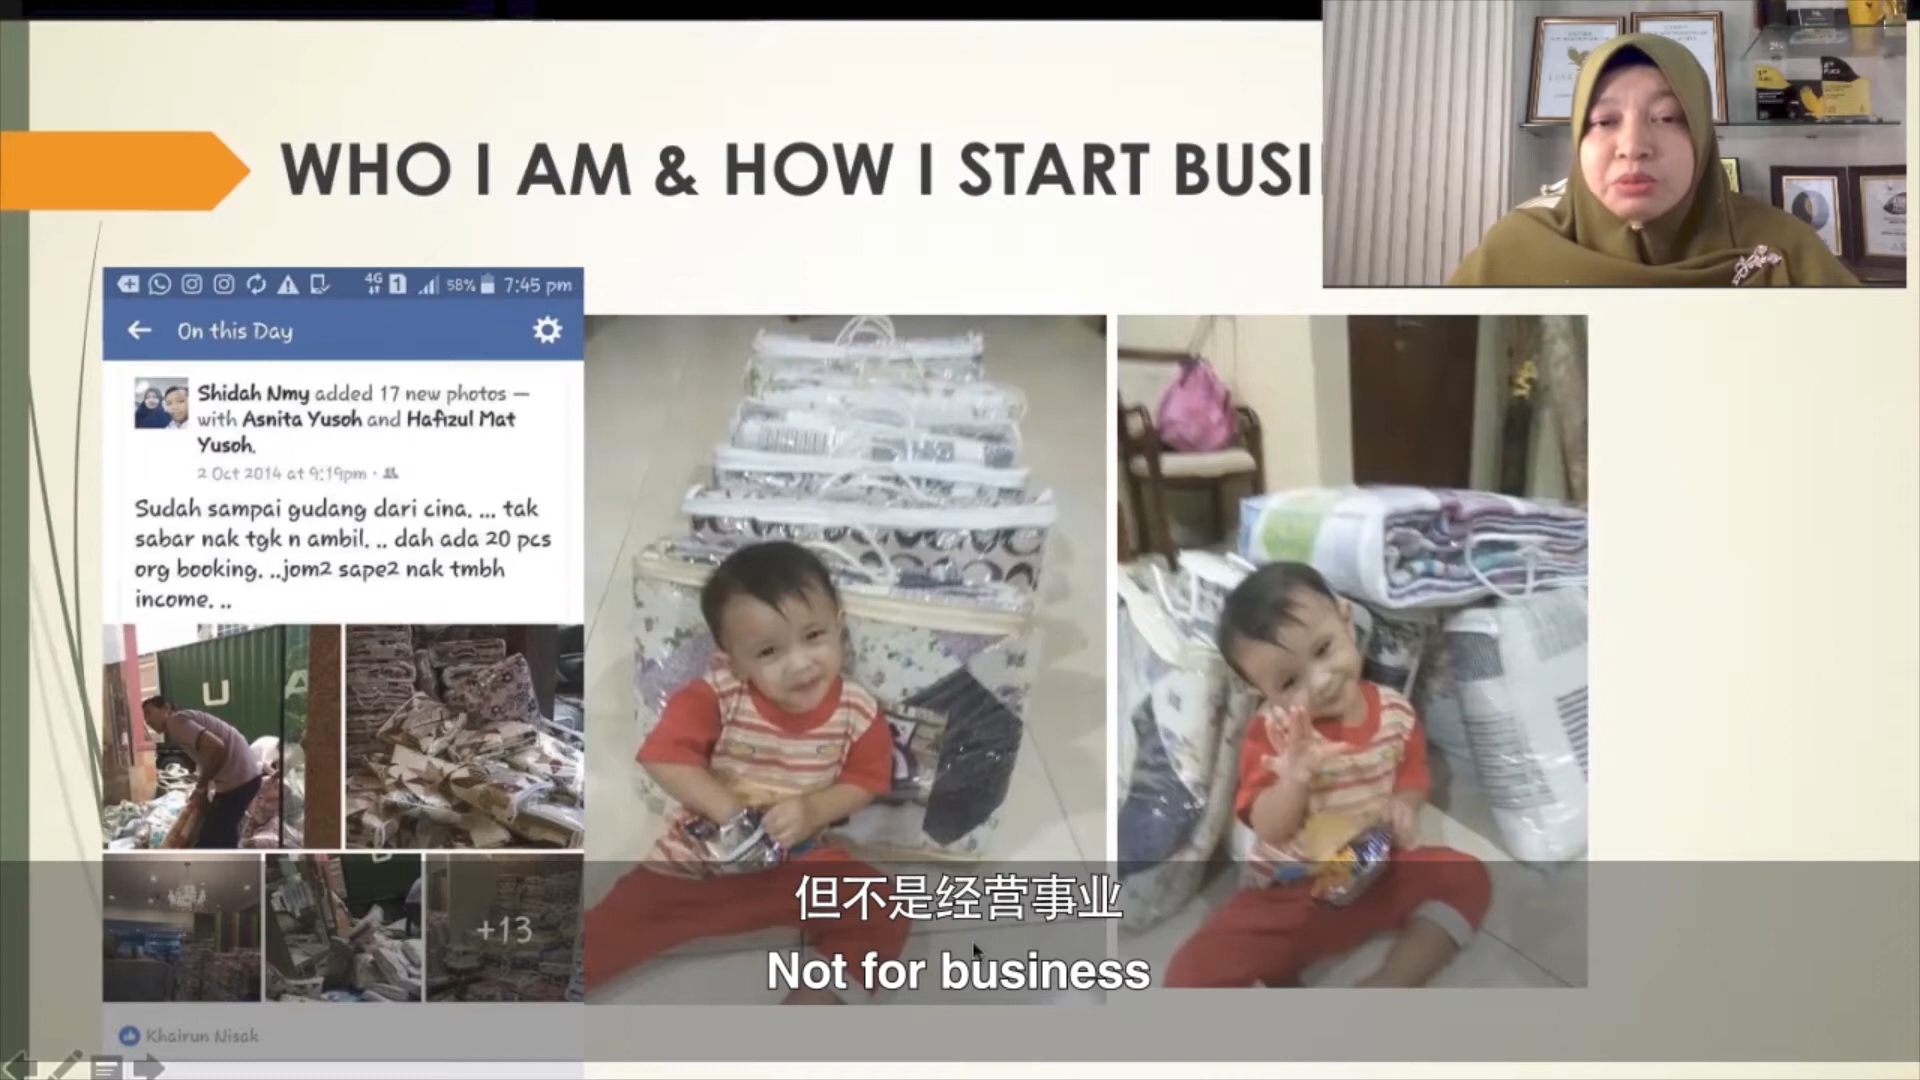 WHO I AM & HOW I START BUSI
4G
1
58%
7:45 pm
On this Day
Shidah Nmy added 17 new photos —
with Asnita Yusoh and Hafizul Mat
Yusoh.
2 Oct 2014 at 9:19pm ·
Sudah sampai gudang dari cina. ... tak
sabar nak tgk n ambil. .. dah ada 20 pcs
org booking. ..jom2 sape2 nak tmbh
income. ..
U A
+13
Khairun Nisak
但不是经营事业
Not for business